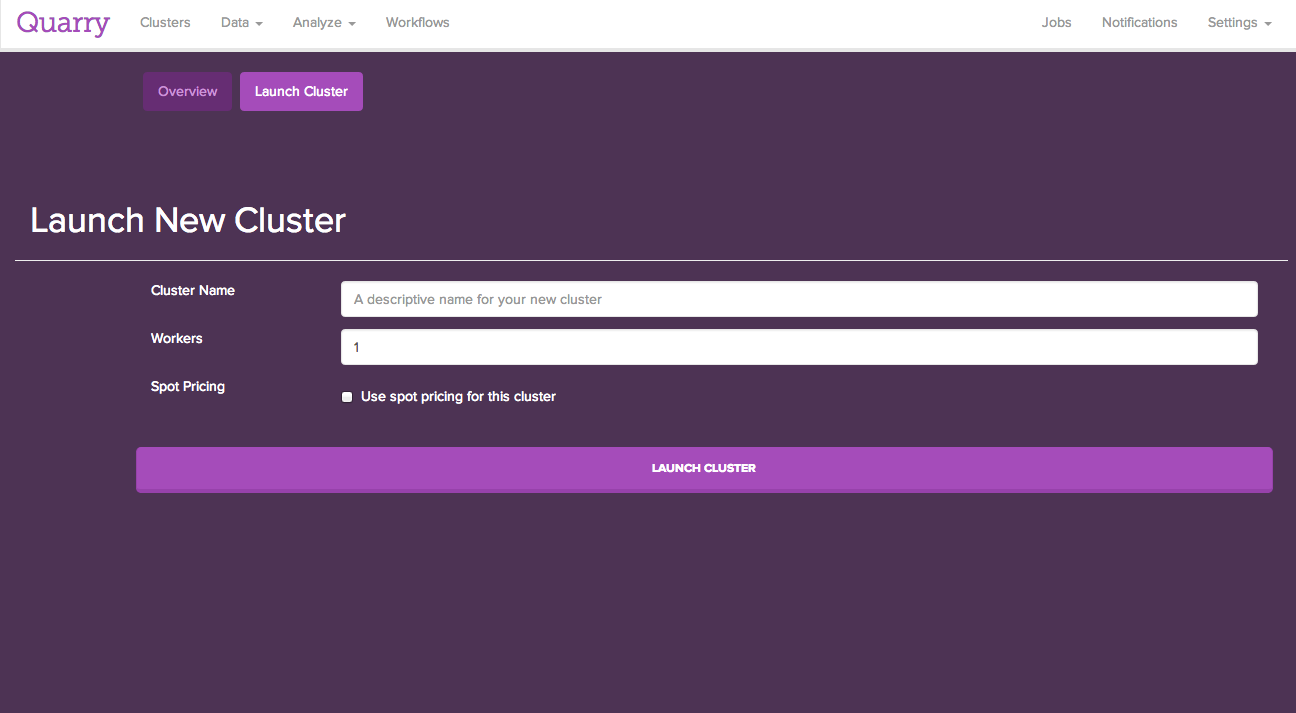 Quarry Clusters Data Analyze Workflows Jobs Notifications Settings
Overview Launch Cluster
Launch New Cluster
Cluster Name A descriptive name for your new cluster
Workers 1
Spot Pricing Use spot pricing for this cluster
LAUNCH CLUSTER